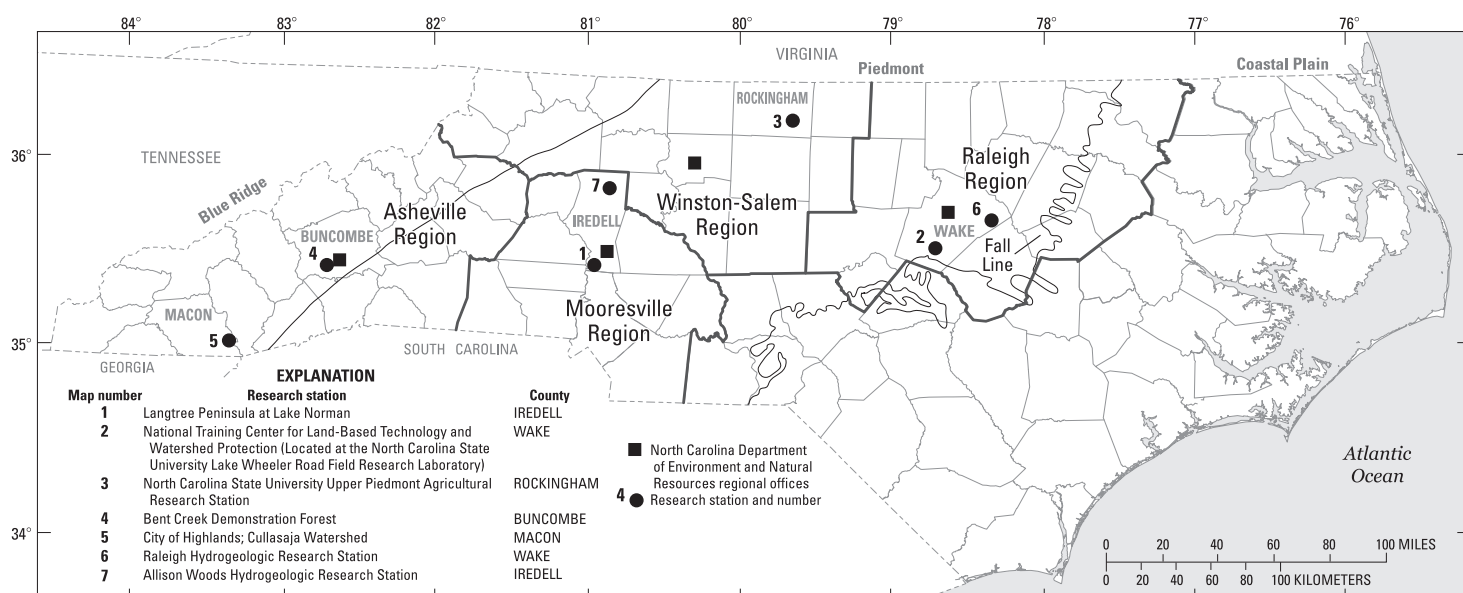 84° 83° 82° 81° 80° 79° 78° 77° 76°
VIRGINIA
Piedmont
Coastal Plain
ROCKINGHAM
3
36°
TENNESSEE
Raleigh
Region
7
Blue Ridge
Winston-Salem
Region
6
Asheville
Region
IREDELL
BUNCOMBE
WAKE
4
2
1
Fall
Line
Mooresville
Region
MACON
5
35°
SOUTH CAROLINA
GEORGIA
EXPLANATION
Map number Research station County
1 Langtree Peninsula at Lake Norman IREDELL
2 National Training Center for Land-Based Technology and WAKE
Watershed Protection (Located at the North Carolina State
University Lake Wheeler Road Field Research Laboratory)
3 North Carolina State University Upper Piedmont Agricultural ROCKINGHAM
Research Station
4 Bent Creek Demonstration Forest BUNCOMBE
5 City of Highlands; Cullasaja Watershed MACON
6 Raleigh Hydrogeologic Research Station WAKE
7 Allison Woods Hydrogeologic Research Station IREDELL
North Carolina Department
of Environment and Natural
Resources regional offices
4 Research station and number
Atlantic
Ocean
34°
0 20 40 60 80 100 MILES
0 20 40 60 80 100 KILOMETERS